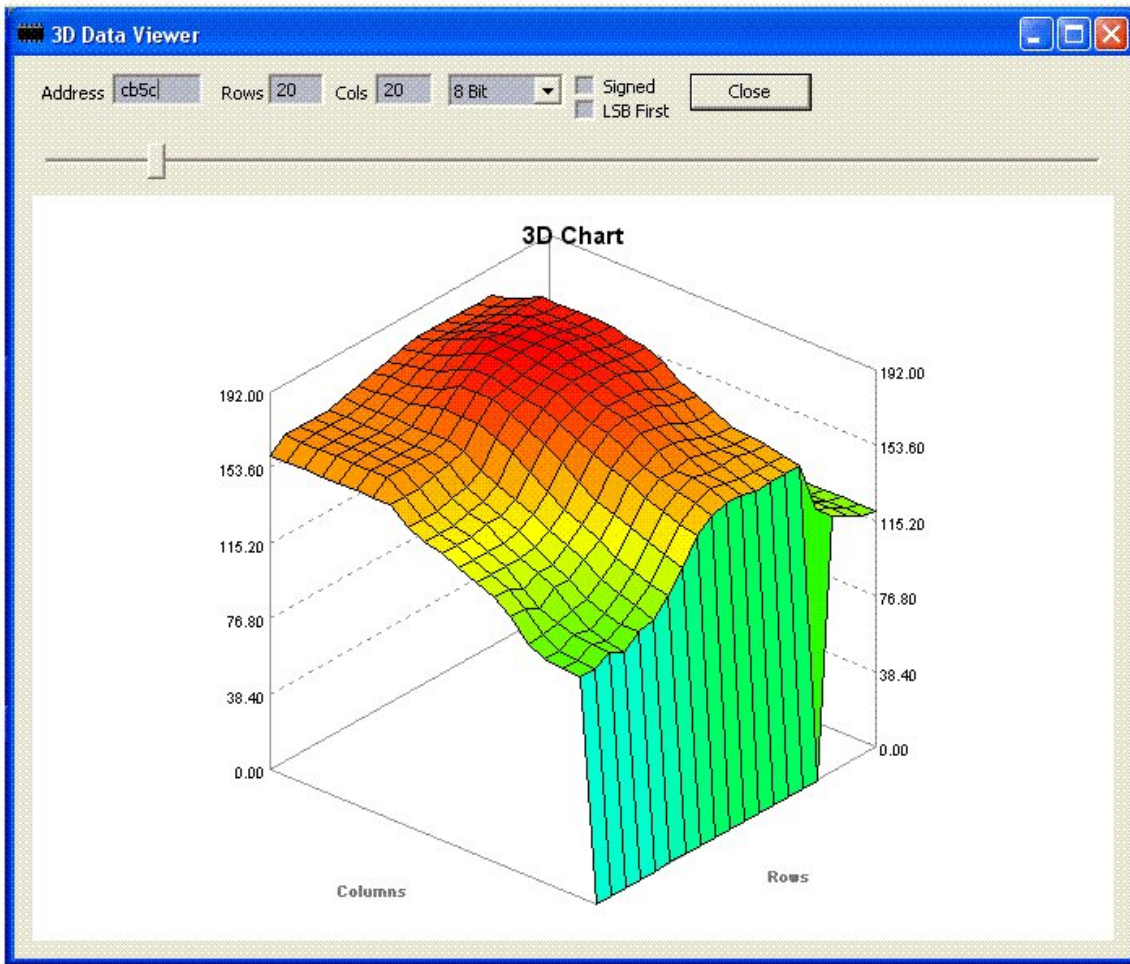 3D Data Viewer
Address cb5c Rows 20 Cols 20 8 Bit Signed Close
LSB First
3D Chart
192.00
153.60
115.20
76.80
38.40
0.00
192.00
153.60
115.20
76.80
38.40
0.00
Columns
Rows